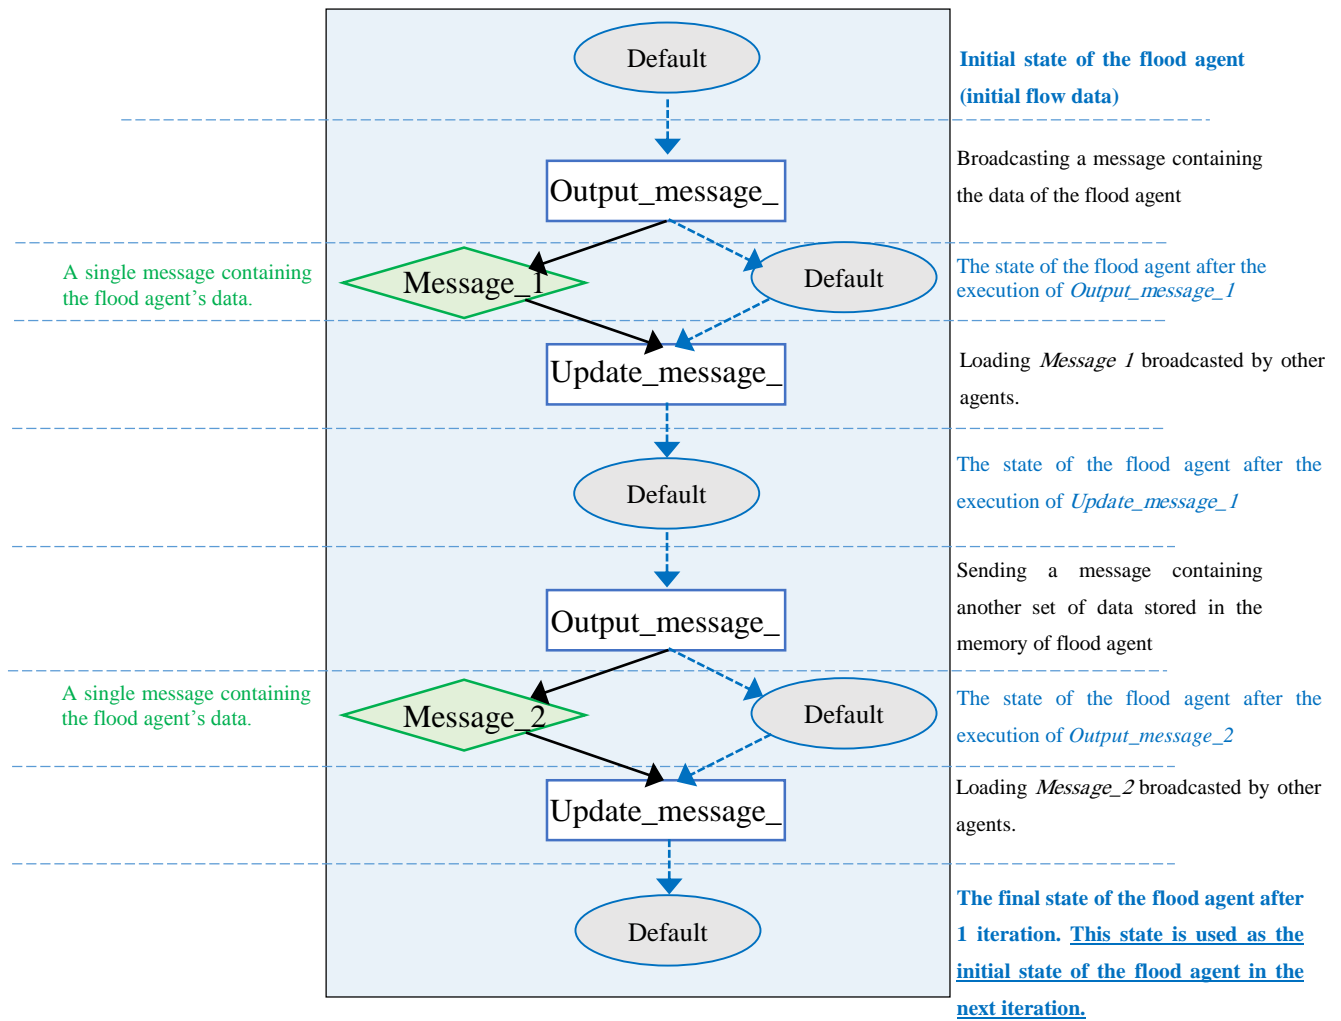 Default
Initial state of the flood agent
(initial flow data)
Output_message_
Broadcasting a message containing
the data of the flood agent
A single message containing
the flood agent's data.
Message_1
Default
The state of the flood agent after the
execution of Output_message_1
Update_message_
Loading Message 1 broadcasted by other
agents.
Default
The state of the flood agent after the
execution of Update_message_1
Output_message_
Sending a message containing
another set of data stored in the
memory of flood agent
A single message containing
the flood agent's data.
Message_2
Default
The state of the flood agent after the
execution of Output_message_2
Update_message_
Loading Message_2 broadcasted by other
agents.
Default
The final state of the flood agent after
1 iteration. This state is used as the
initial state of the flood agent in the
next iteration.